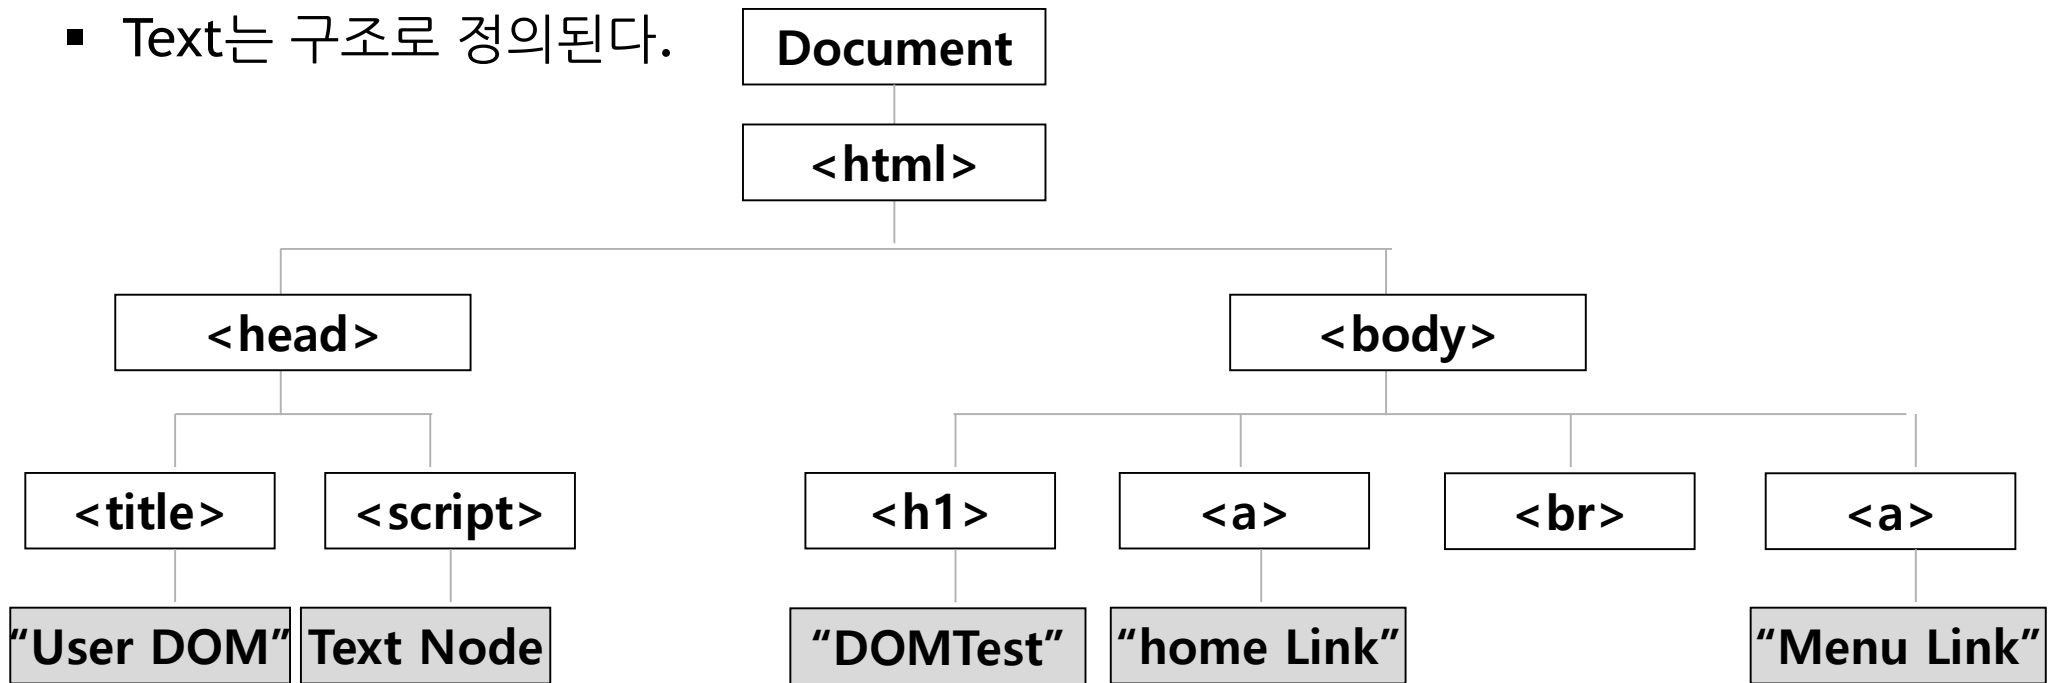 ▪ Text는 구조로 정의된다.
Document
<html>
<head>
<body>
<title>
<script>
<h1>
<a>
<br>
<a>
“User DOM”
Text Node
“DOMTest”
“home Link”
“Menu Link”